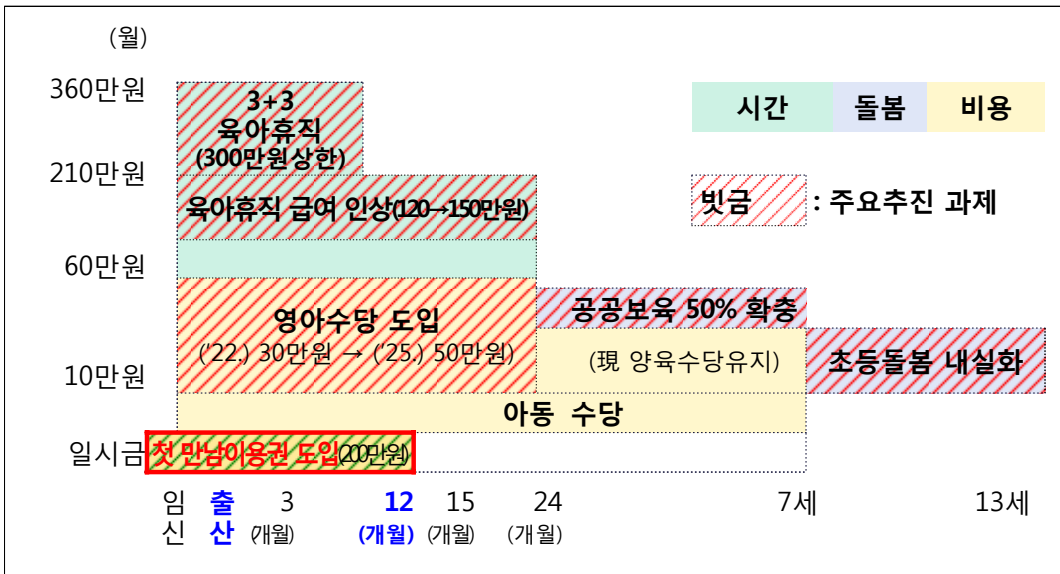 (월)
360만원
3+3
육아휴직
(300만원상한)
시간 돌봄 비용
210만원
육아휴직 급여 인상(120→150만원)
빗금 : 주요추진 과제
60만원
영아수당 도입
('22.) 30만원 → ('25.) 50만원)
공공보육 50% 확충
(現 양육수당유지)
초등돌봄 내실화
10만원
아동 수당
일시금
첫 만남이용권 도입(200만원)
임신 출산 3 (개월) 12 (개월) 15 (개월) 24 (개월) 7세 13세